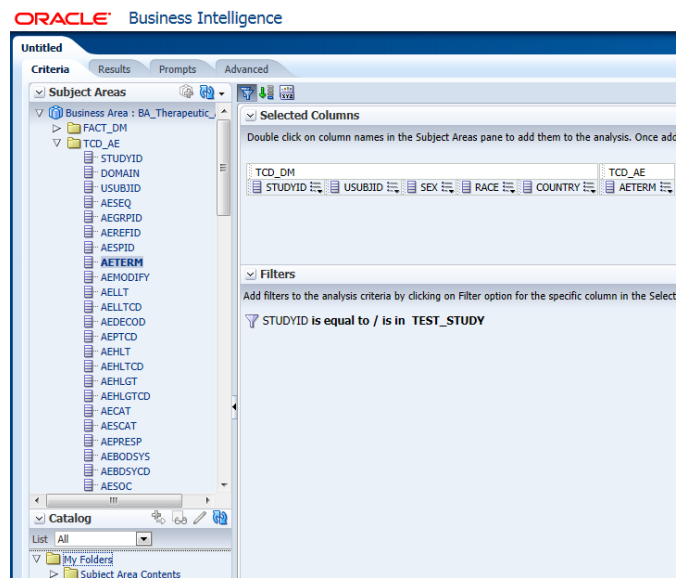 ORACLE Business Intelligence
Untitled
Criteria Results Prompts Advanced
Subject Areas
Business Area : BA_Therapeutic_
FACT_DM
TCD_AE
STUDYID
DOMAIN
USUBJID
AESEQ
AEGRPID
AEREFID
AESPID
AETERM
AEMODIFY
AELLT
AELLTCD
AEDECOD
AEPTCD
AEHLT
AEHLTCD
AEHLGT
AEHLGTCD
AECAT
AESCAT
AEPRESP
AEBODSYS
AEBDSYCD
AESOC
Catalog
List All
My Folders
Subject Area Contents
Selected Columns
Double click on column names in the Subject Areas pane to add them to the analysis. Once add
TCD_DM TCD_AE
STUDYID USUBJID SEX RACE COUNTRY AETERM
Filters
Add filters to the analysis criteria by clicking on Filter option for the specific column in the Select
STUDYID is equal to / is in TEST_STUDY